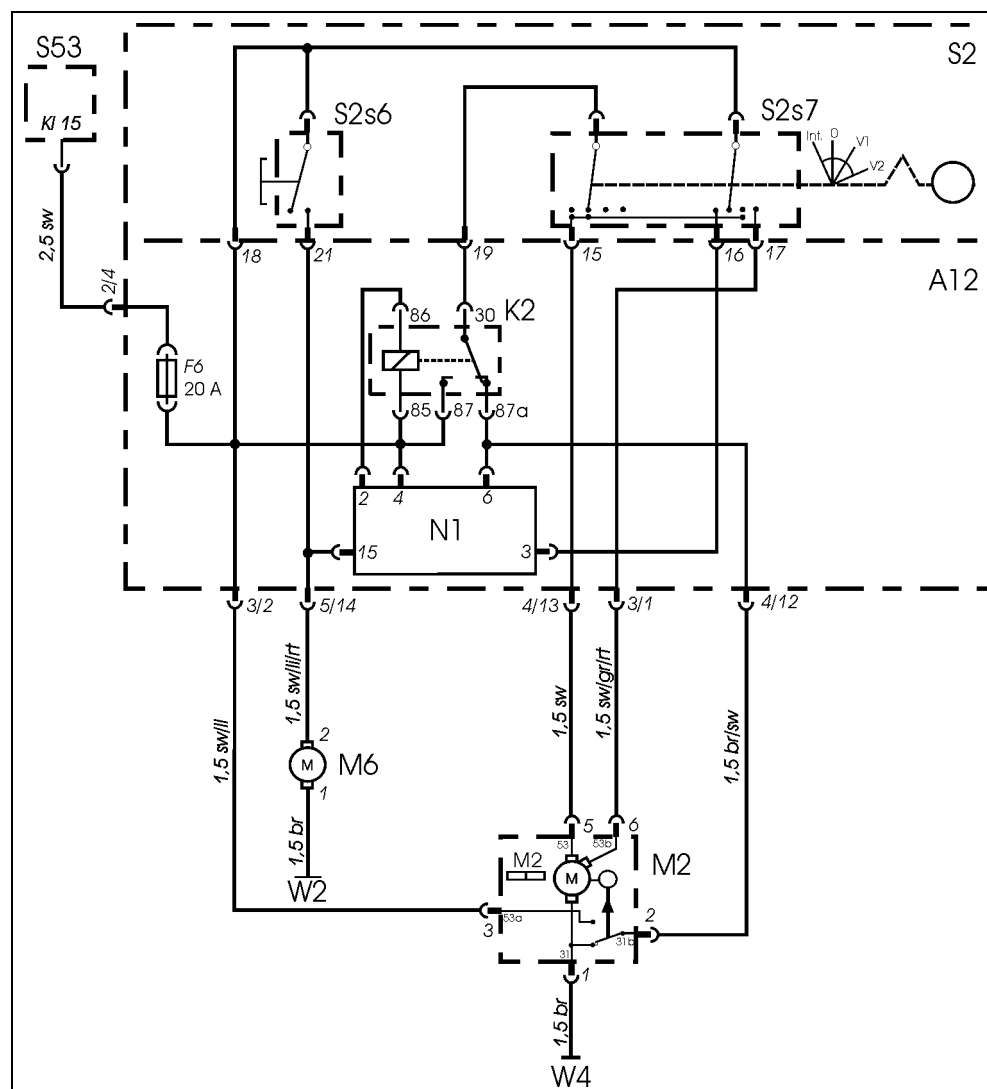 S53
S2
S2s6
S2s7
Kl 15
Int.
0
V1
V2
2,5 sw
2/4
18
21
19
15
16
17
A12
86
30
K2
F6
20 A
85
87
87a
2
4
6
N1
15
3
3/2
5/14
4/13
3/1
4/12
1,5 sw/li
1,5 sw/li/rt
1,5 sw
1,5 sw/gr/rt
1,5 br/sw
2
M
M6
1
1,5 br
W2
5
6
53
53b
M2
M
M2
3
53a
2
31b
31
1
1,5 br
W4